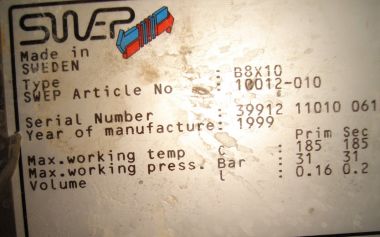 SWEP
Made in
SWEDEN
Type : B8x10
SWEP Article No : 10012-010
Serial Number : 39912 11010 061
Year of manufacture: 1999
Prim Sec
Max.working temp C : 185 185
Max.working press. Bar : 31 31
Volume l : 0.16 0.2